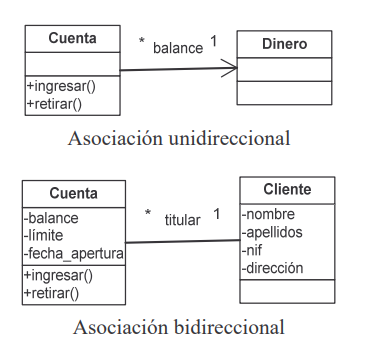 Cuenta
+ingresar()
+retirar()
* balance 1
Dinero
Asociación unidireccional
Cuenta
-balance
-límite
-fecha_apertura
+ingresar()
+retirar()
* titular 1
Cliente
-nombre
-apellidos
-nif
-dirección
Asociación bidireccional